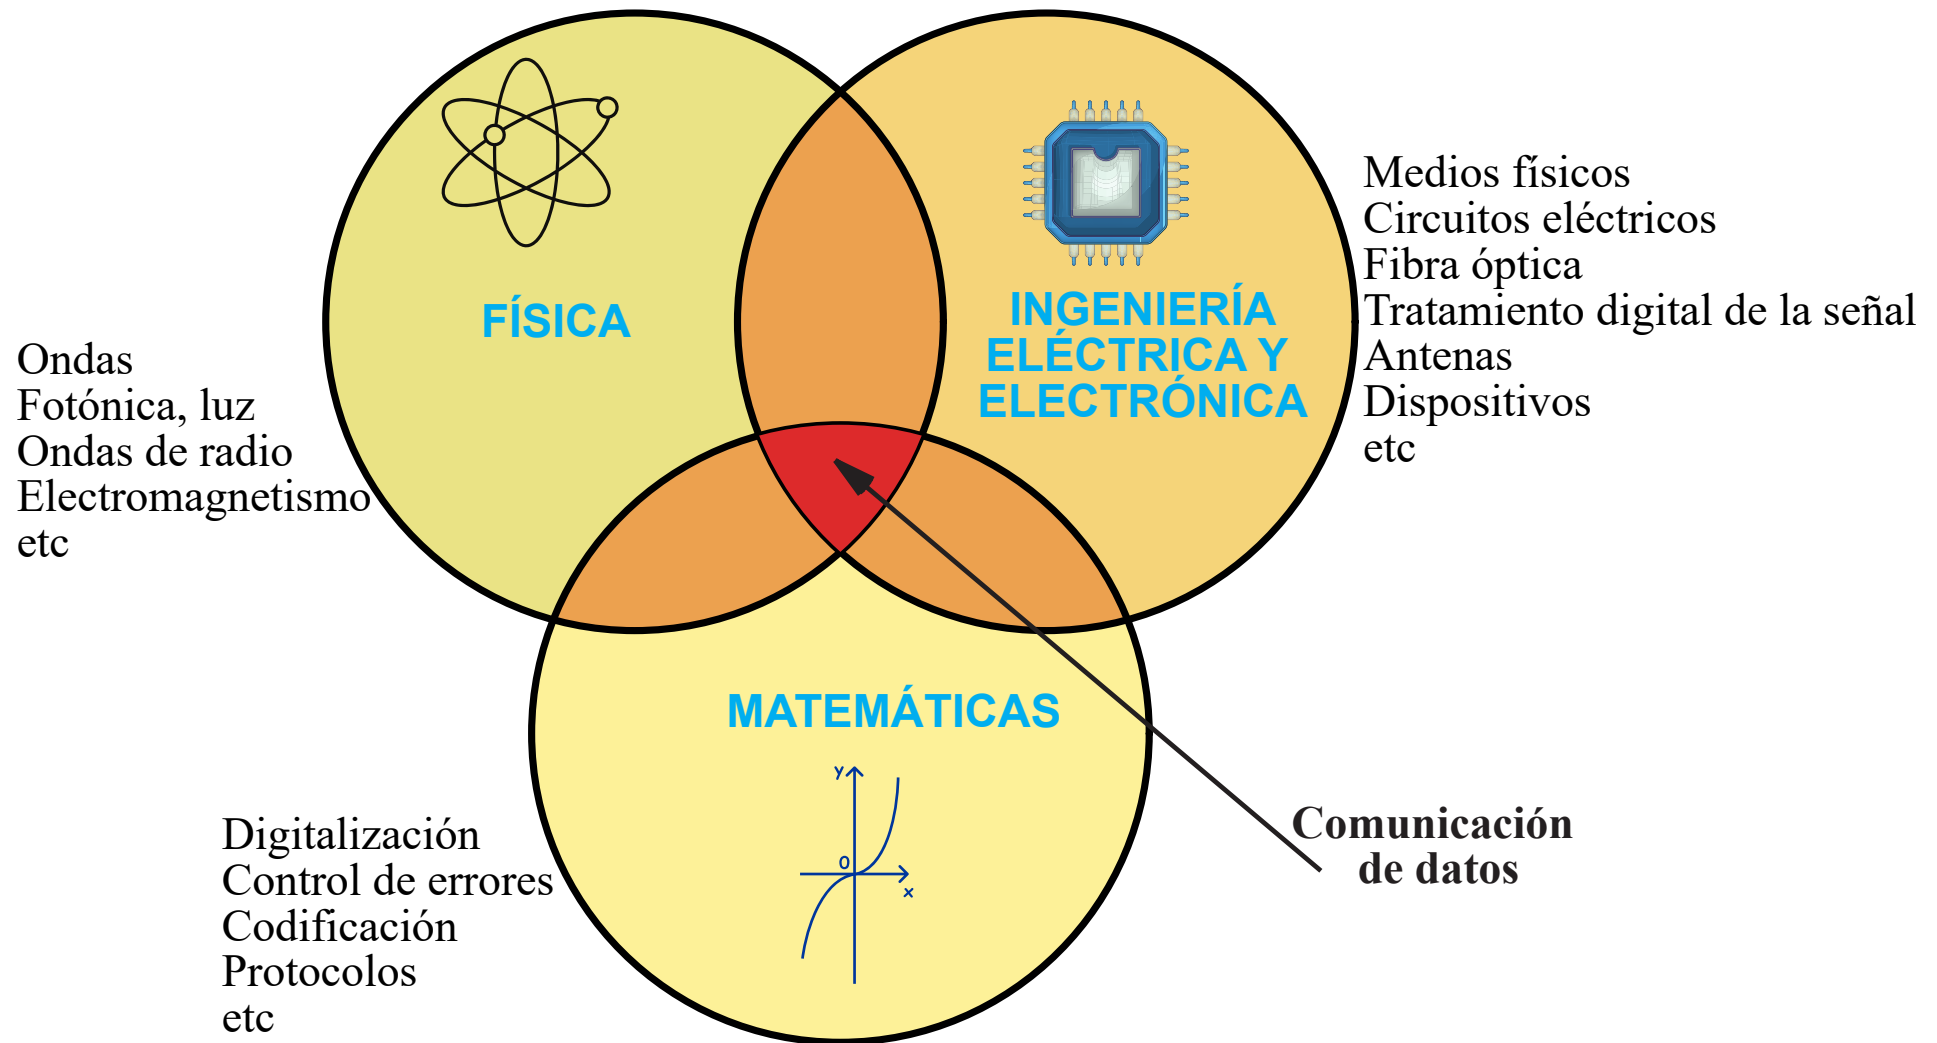 FÍSICA
INGENIERÍA
ELÉCTRICA Y
ELECTRÓNICA
Medios físicos
Circuitos eléctricos
Fibra óptica
Tratamiento digital de la señal
Antenas
Dispositivos
etc
Ondas
Fotónica, luz
Ondas de radio
Electromagnetismo
etc
MATEMÁTICAS
y
0
x
Digitalización
Control de errores
Codificación
Protocolos
etc
Comunicación
de datos